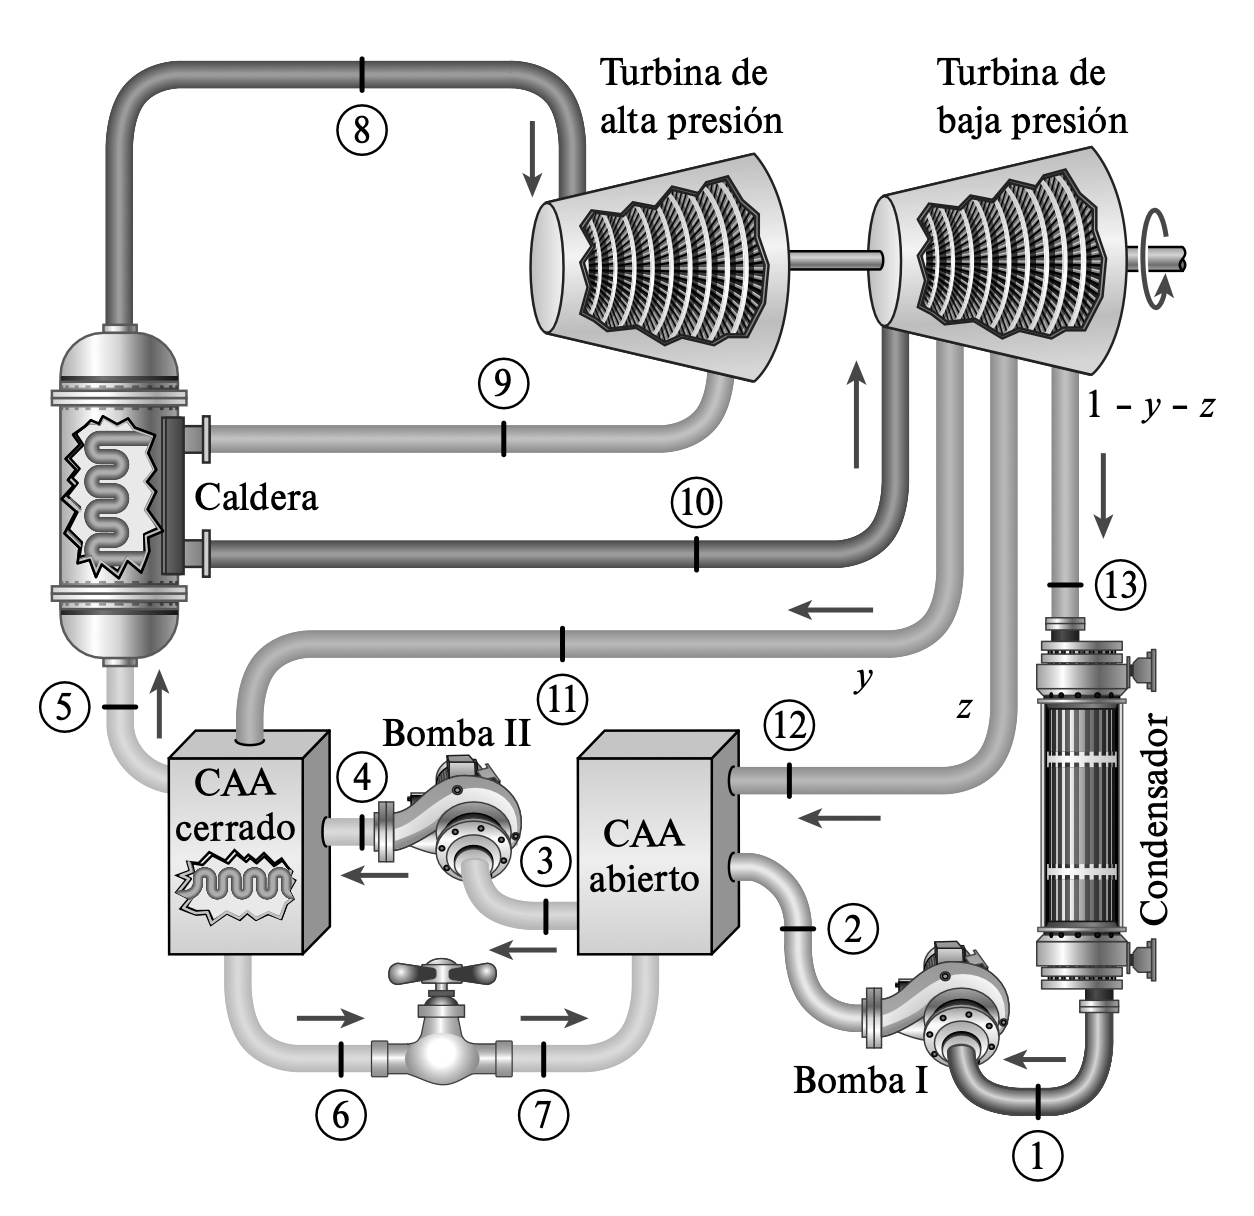 Turbina de
alta presión
Turbina de
baja presión
8
9
1 – y – z
Caldera
10
13
5
11
y
z
12
Bomba II
4
CAA
cerrado
3
CAA
abierto
2
Condensador
Bomba I
6
7
1